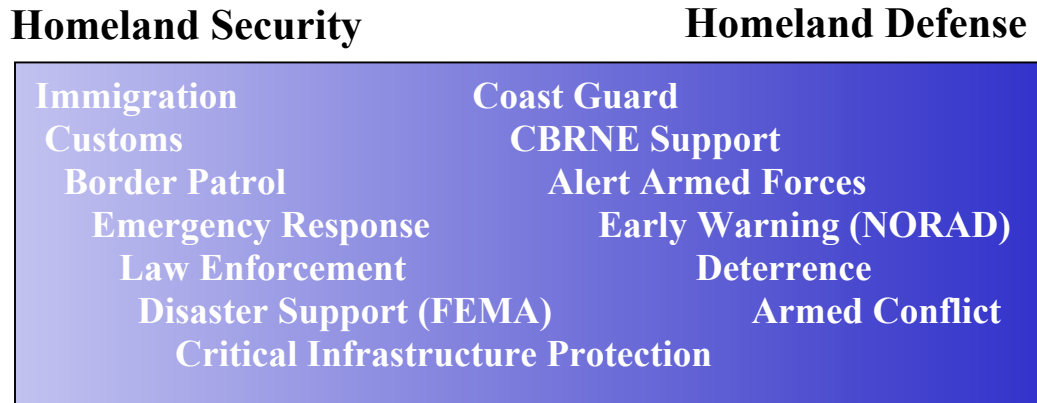 Homeland Security Homeland Defense
Immigration Coast Guard
Customs CBRNE Support
Border Patrol Alert Armed Forces
Emergency Response Early Warning (NORAD)
Law Enforcement Deterrence
Disaster Support (FEMA) Armed Conflict
Critical Infrastructure Protection